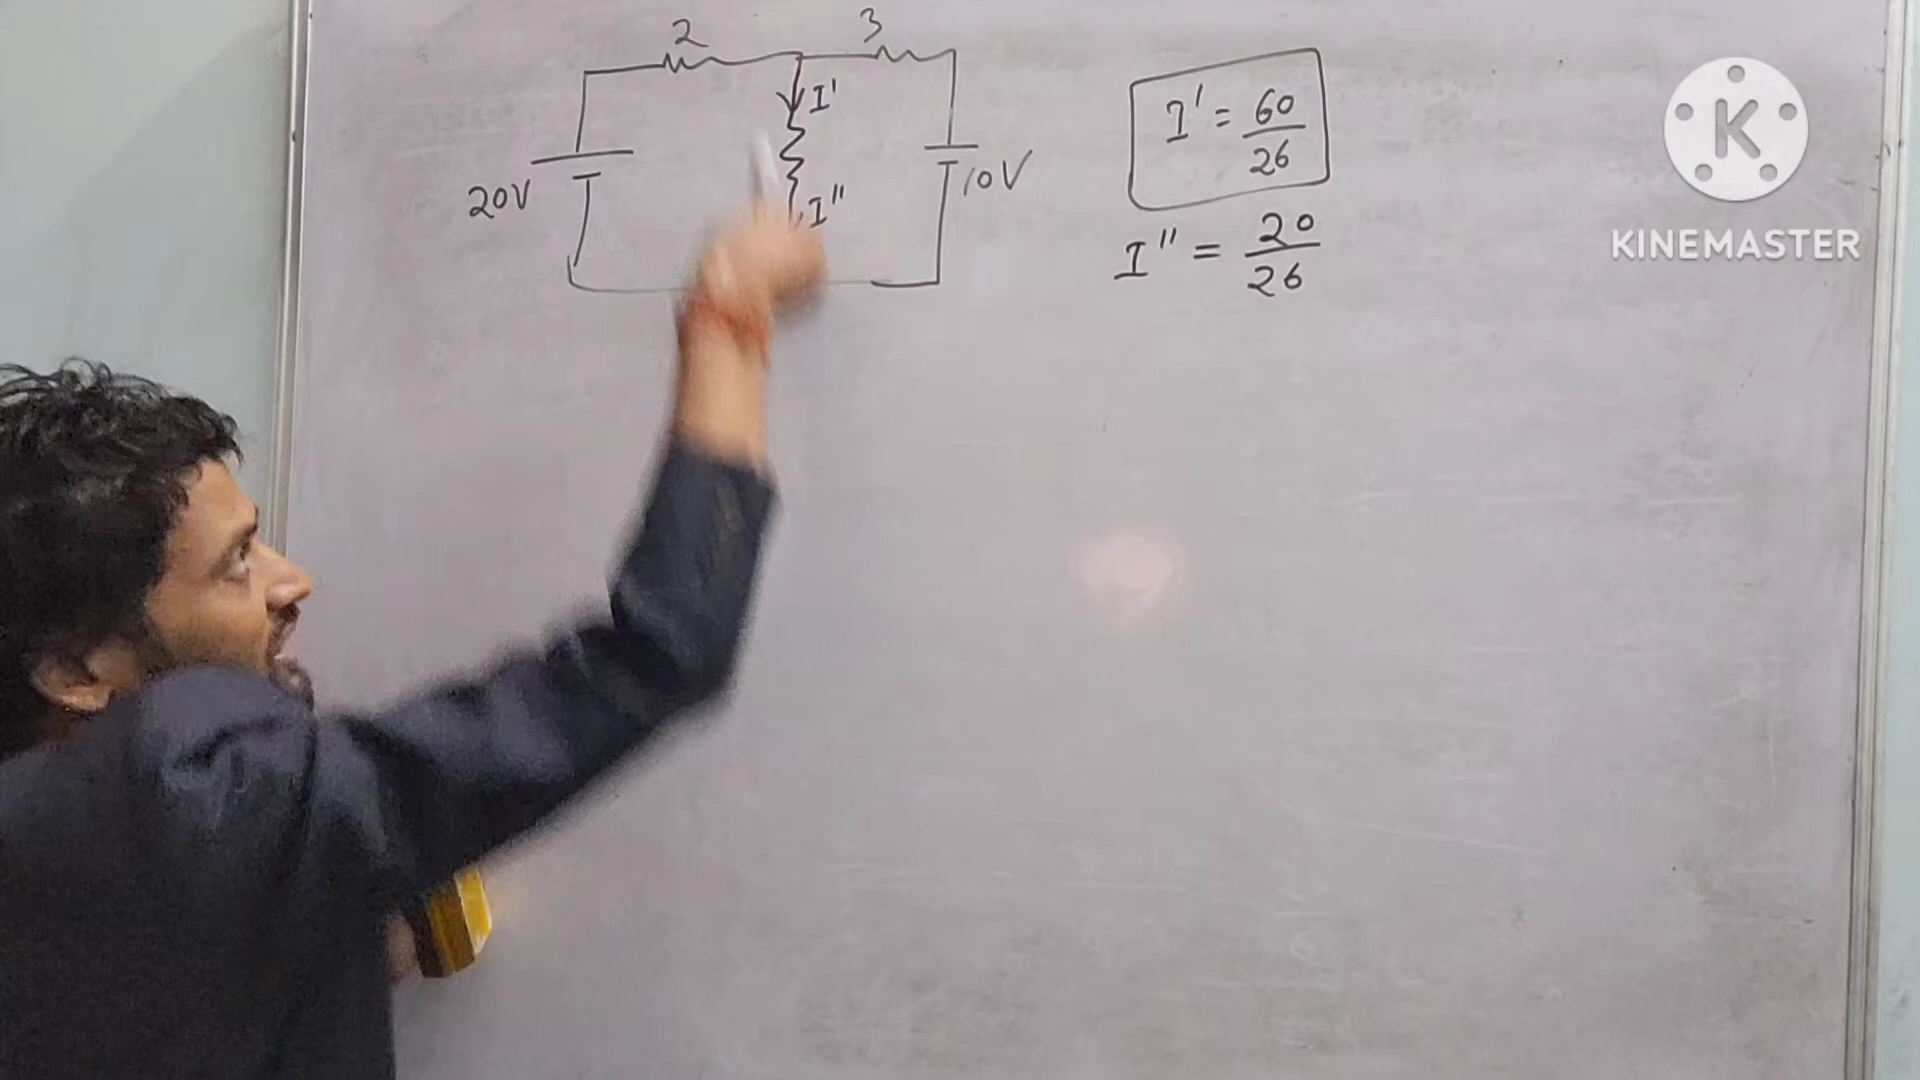 2
3
I'
20V
I''
10V
I' = 60/26
I'' = 20/26
K
KINEMASTER